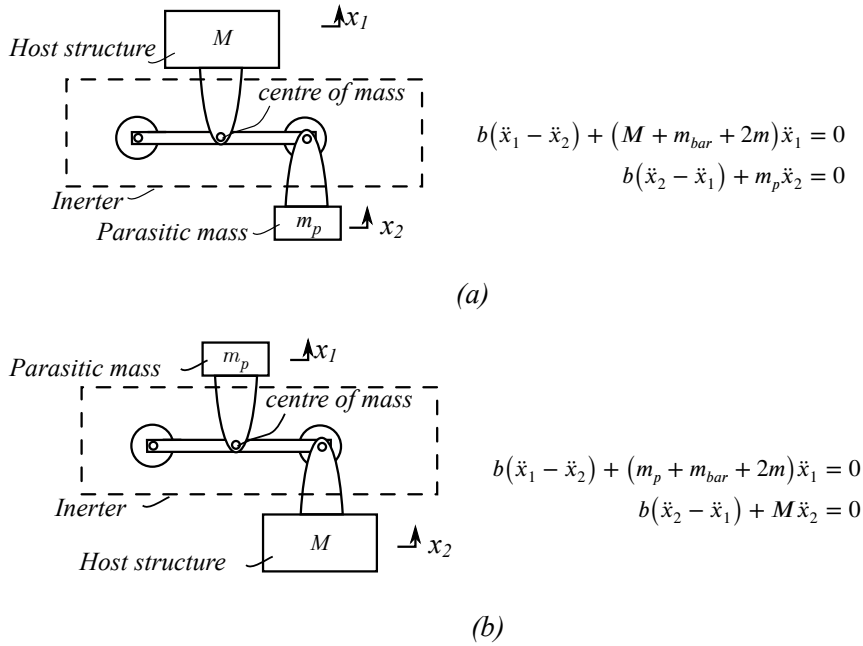 x₁
M
Host structure
centre of mass
b(ẍ₁ − ẍ₂) + (M + m_bar + 2m)ẍ₁ = 0
b(ẍ₂ − ẍ₁) + m_pẍ₂ = 0
Inerter
Parasitic mass
m_p
x₂
(a)
x₁
Parasitic mass
m_p
centre of mass
b(ẍ₁ − ẍ₂) + (m_p + m_bar + 2m)ẍ₁ = 0
b(ẍ₂ − ẍ₁) + Mẍ₂ = 0
Inerter
M
x₂
Host structure
(b)